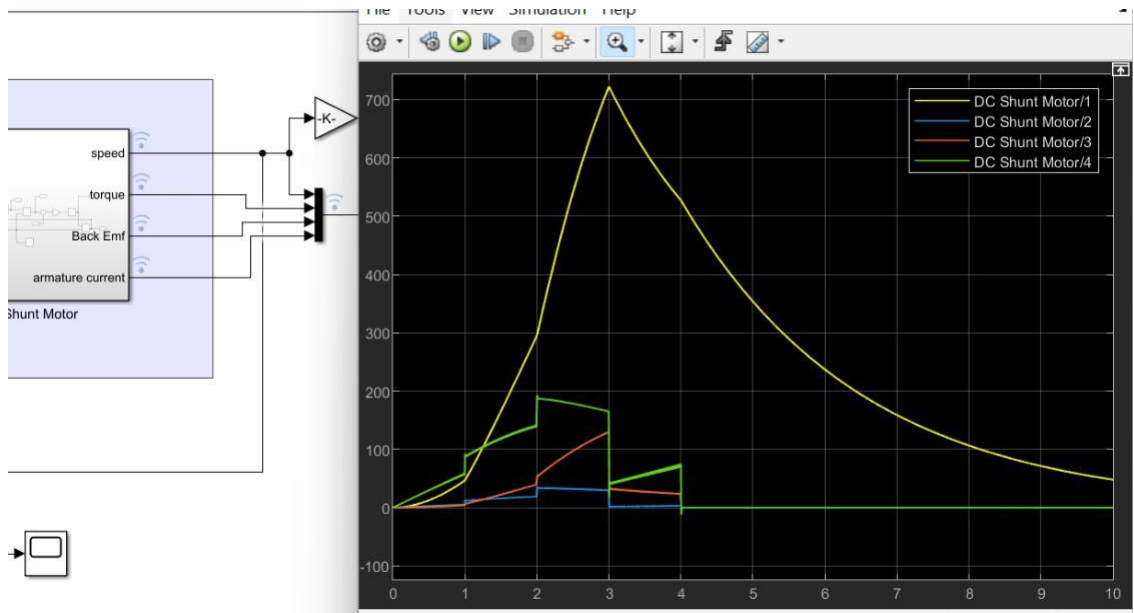 File Tools View Simulation Help
speed
torque
Back Emf
armature current
Shunt Motor
-K-
DC Shunt Motor/1
DC Shunt Motor/2
DC Shunt Motor/3
DC Shunt Motor/4
700
600
500
400
300
200
100
0
-100
0 1 2 3 4 5 6 7 8 9 10